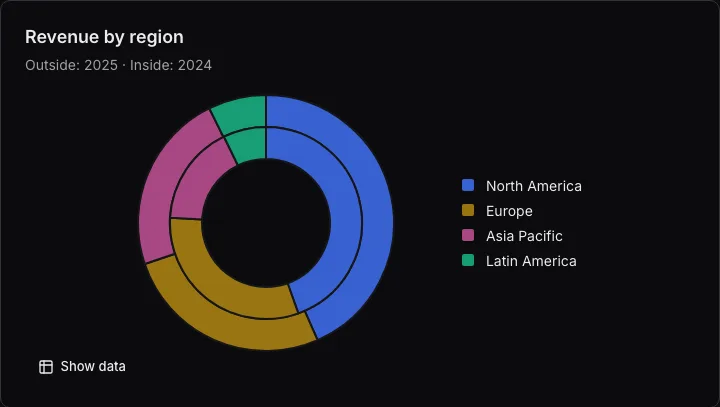 Revenue by region
Outside: 2025 · Inside: 2024
North America
Europe
Asia Pacific
Latin America
Show data